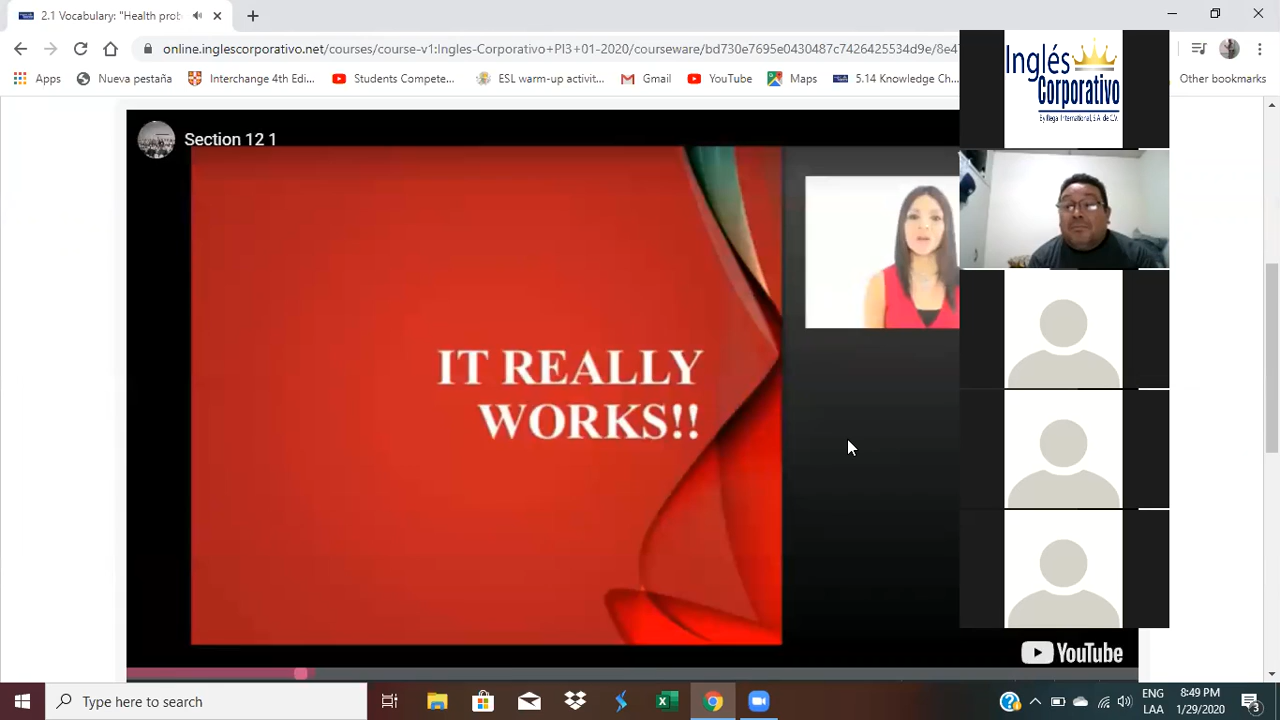 2.1 Vocabulary: "Health prob
online.inglescorporativo.net/courses/course-v1:Ingles-Corporativo+PI3+01-2020/courseware/bd730e7695e0430487c7426425534d9e/8e4
Apps
Nueva pestaña
Interchange 4th Edi...
Students Compete...
ESL warm-up activit...
Gmail
YouTube
Maps
5.14 Knowledge Ch...
Other bookmarks
Inglés
Corporativo
Section 12 1
IT REALLY
WORKS!!
YouTube
Type here to search
ENG
LAA
8:49 PM
1/29/2020
3